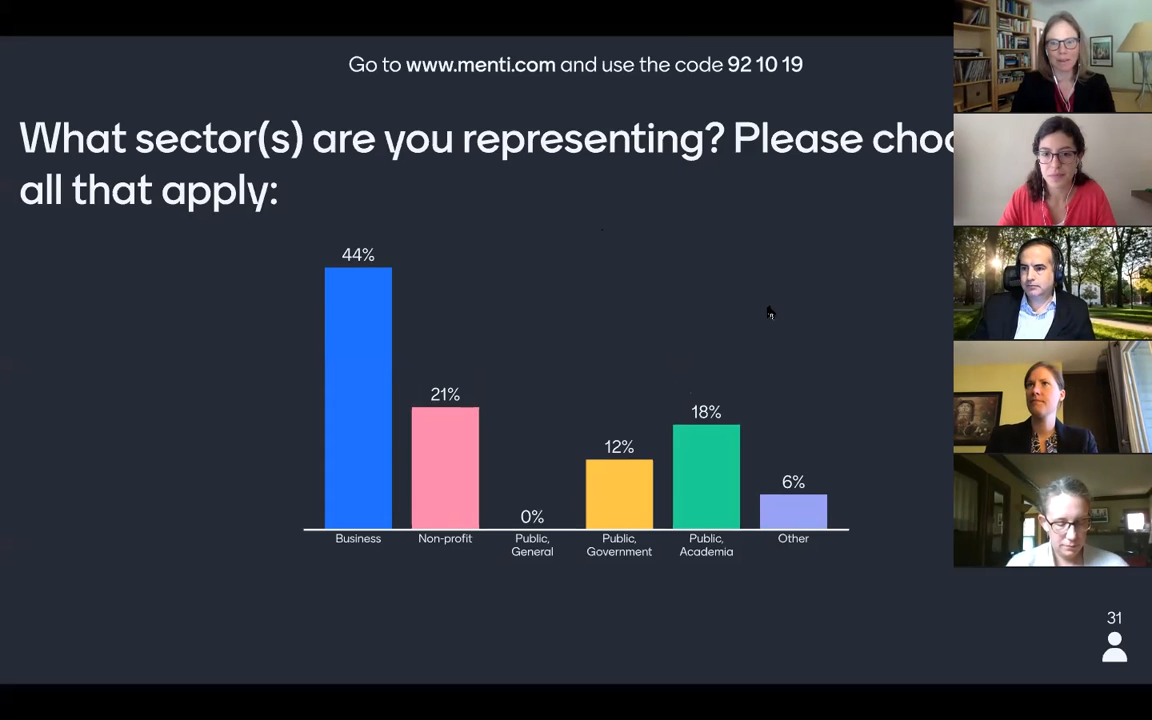 Go to www.menti.com and use the code 92 10 19
What sector(s) are you representing? Please
all that apply:
44%
21%
0%
12%
18%
6%
Business
Non-profit
Public,
General
Public,
Government
Public,
Academia
Other
31